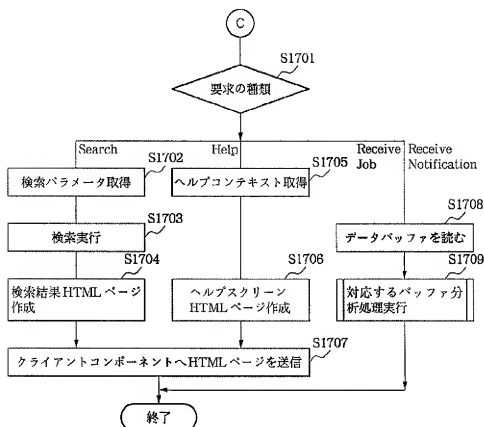 C
S1701
要求の種類
Search
Help
Receive Job
Receive Notification
S1702
検索パラメータ取得
S1705
ヘルプコンテキスト取得
S1703
検索実行
S1708
データバッファを読む
S1704
検索結果HTMLページ
作成
S1706
ヘルプスクリーン
HTMLページ作成
S1709
対応するバッファ分
析処理実行
S1707
クライアントコンポーネントへHTMLページを送信
終了